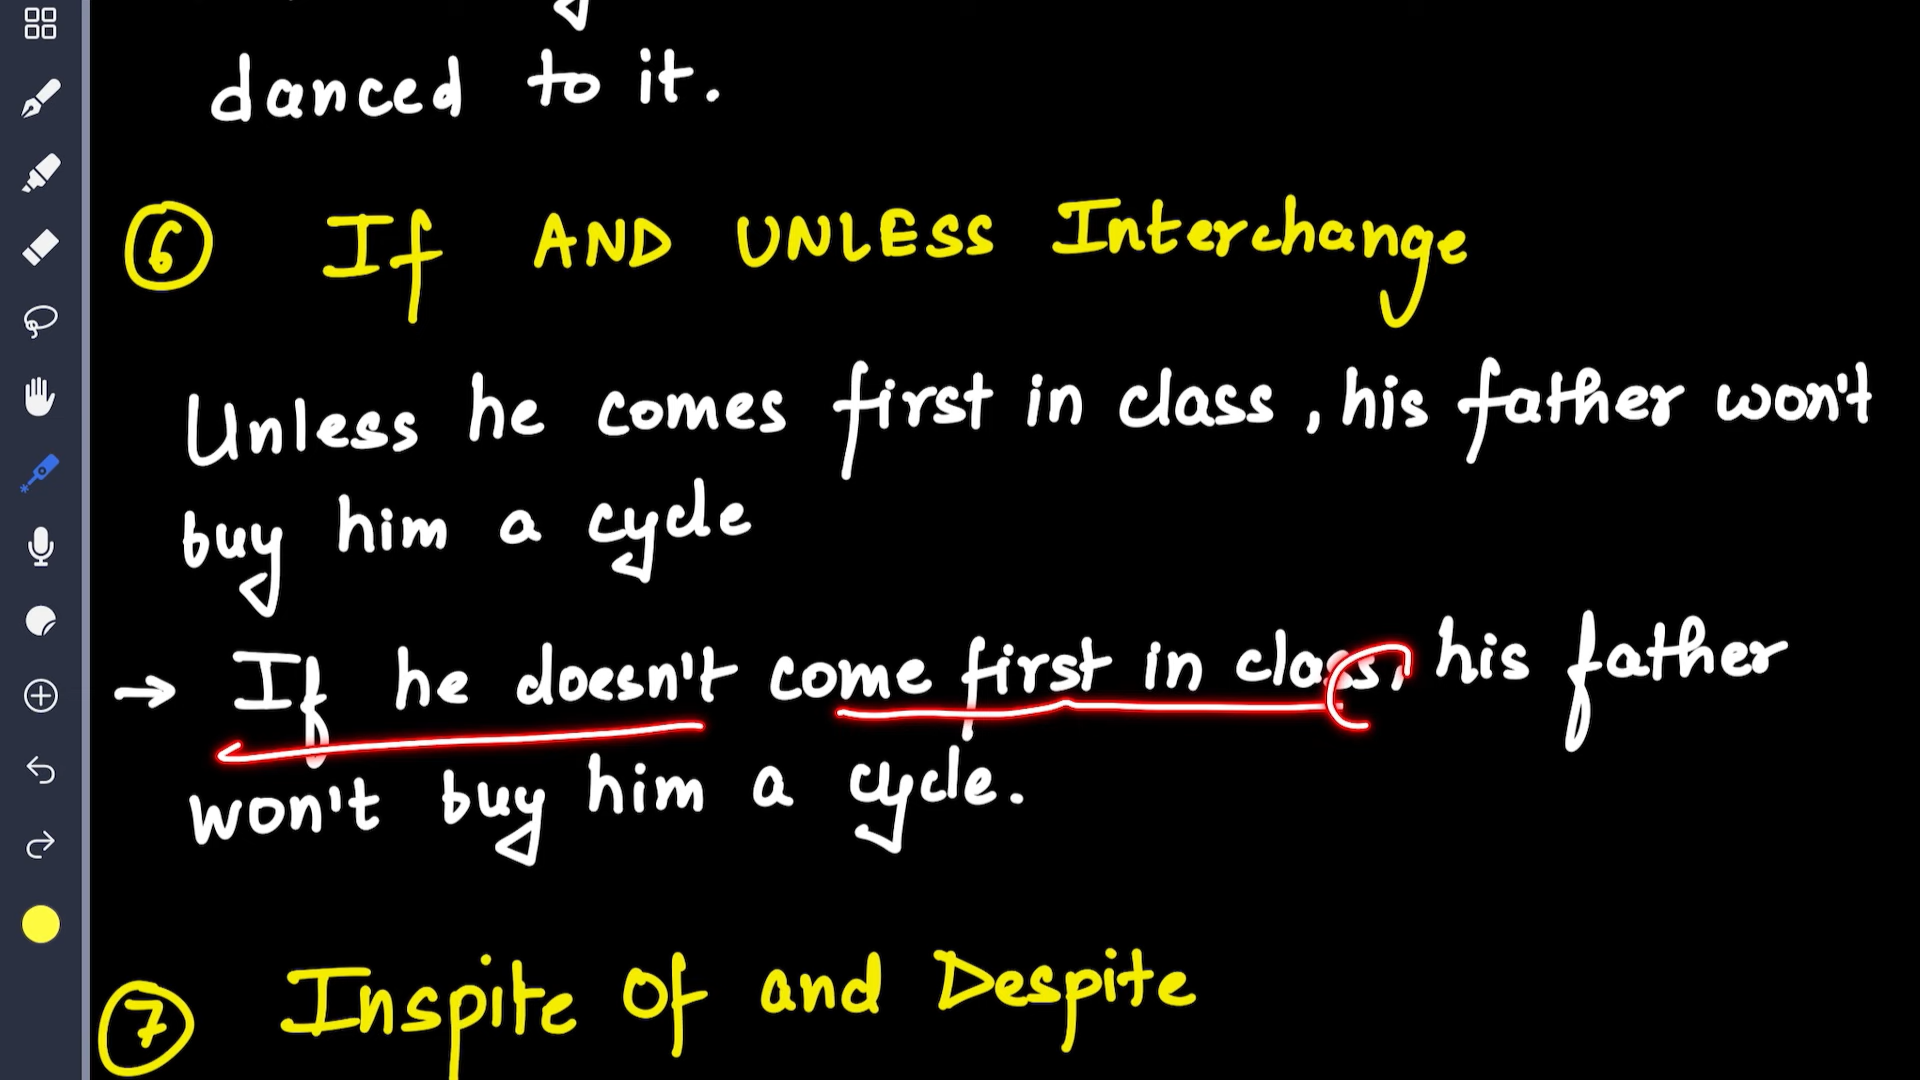 danced to it.
6 If AND UNLESS Interchange
Unless he comes first in class, his father won't
buy him a cycle
→ If he doesn't come first in class, his father
won't buy him a cycle.
7 Inspite Of and Despite